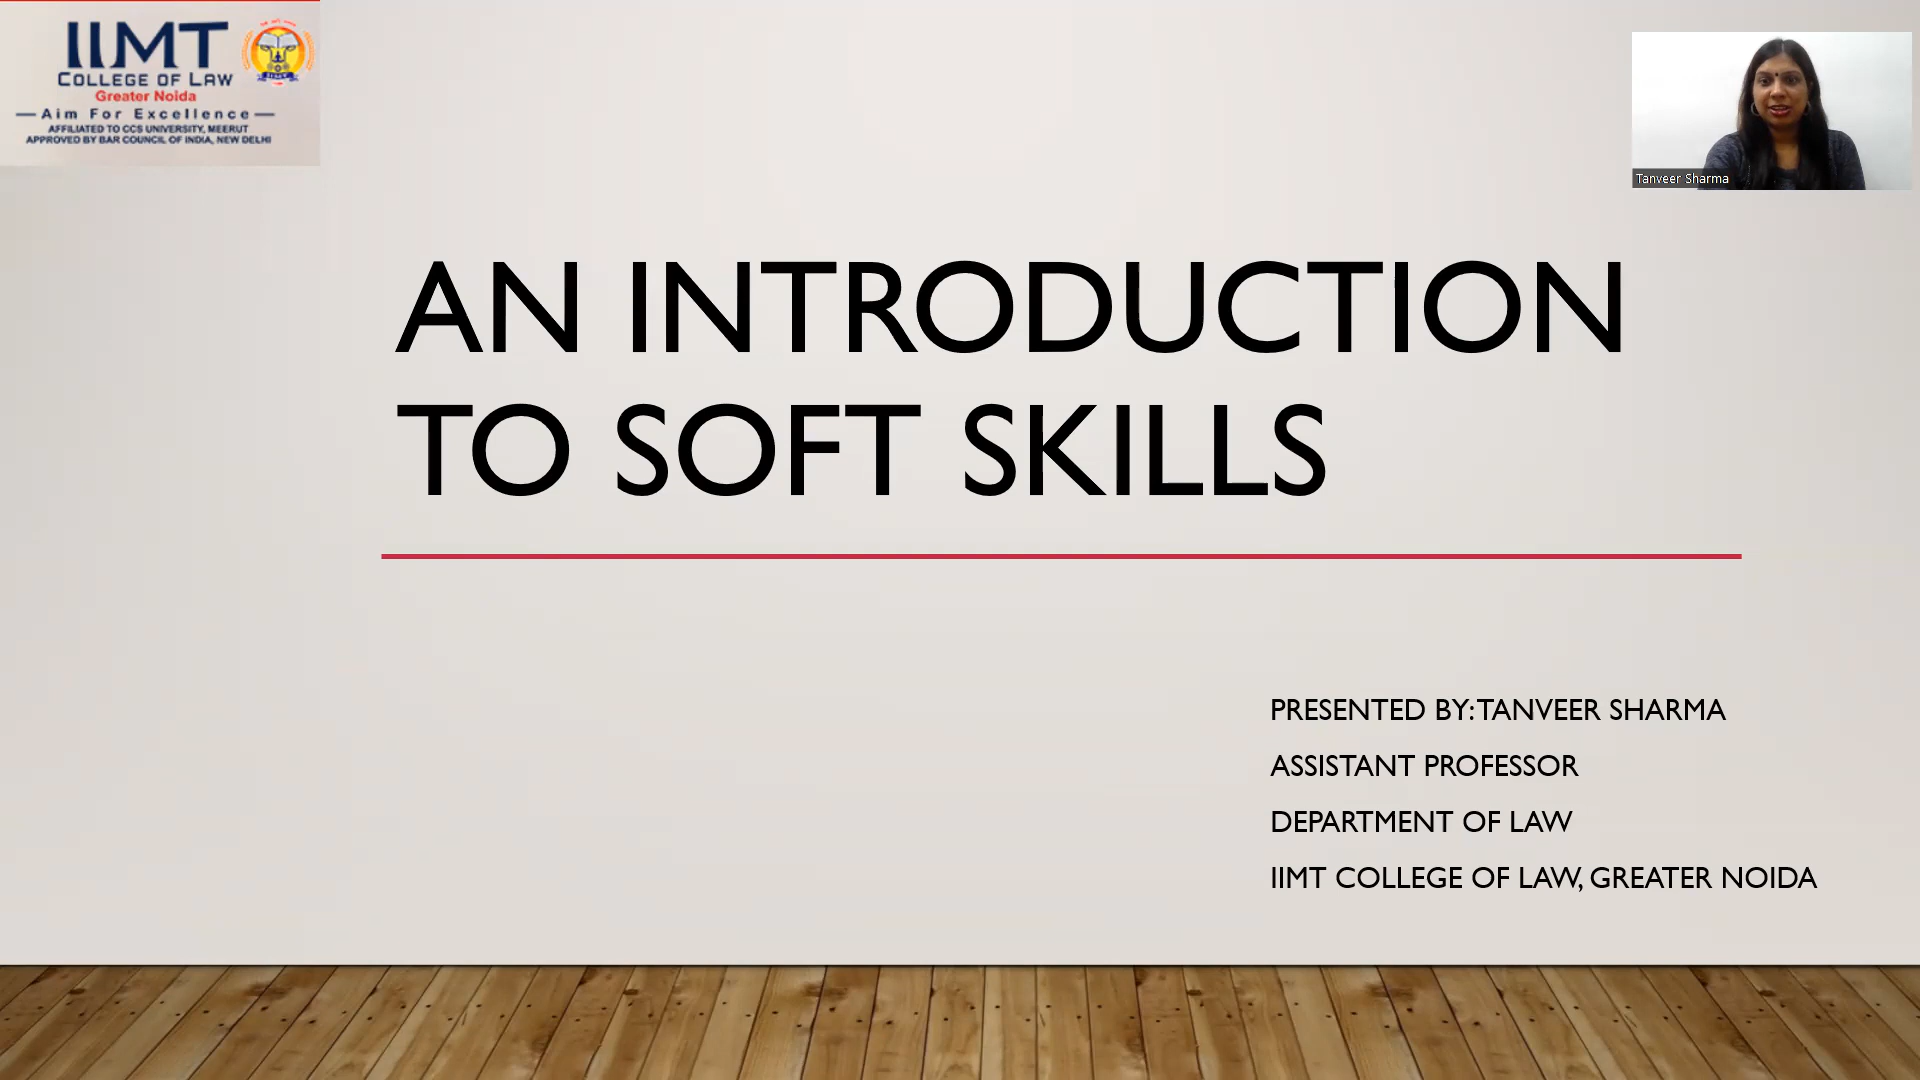 IIMT
COLLEGE OF LAW
Greater Noida
— Aim For Excellence —
AFFILIATED TO CCS UNIVERSITY, MEERUT
APPROVED BY BAR COUNCIL OF INDIA, NEW DELHI
Tanveer Sharma
AN INTRODUCTION
TO SOFT SKILLS
PRESENTED BY: TANVEER SHARMA
ASSISTANT PROFESSOR
DEPARTMENT OF LAW
IIMT COLLEGE OF LAW, GREATER NOIDA